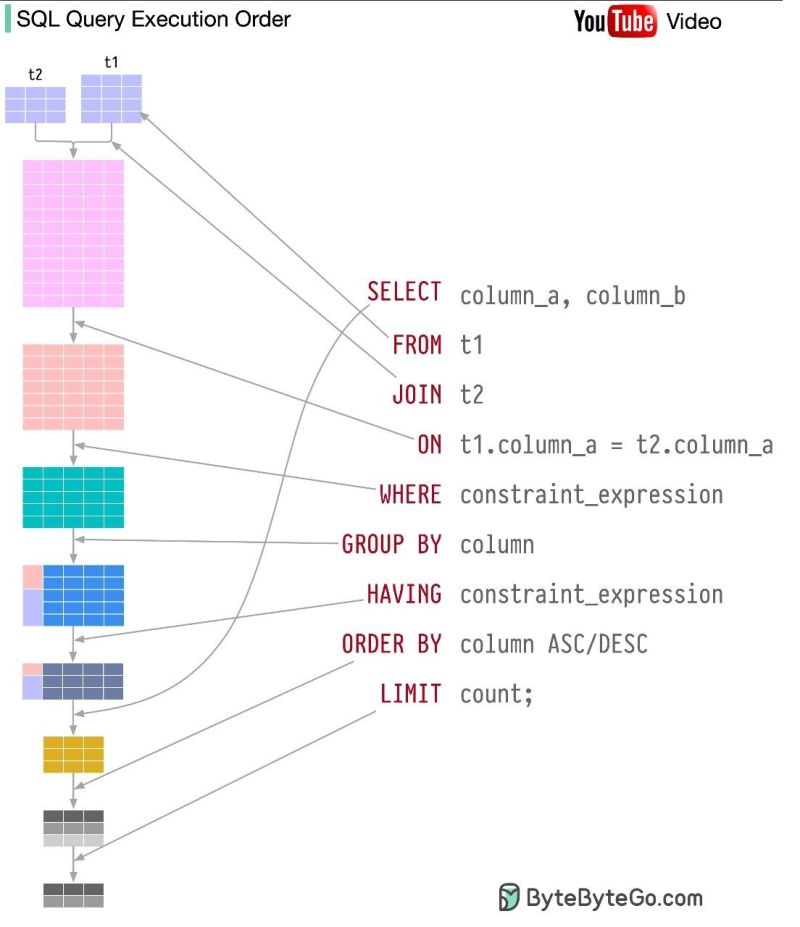 SQL Query Execution Order
YouTube Video
t2
t1
SELECT column_a, column_b
FROM t1
JOIN t2
ON t1.column_a = t2.column_a
WHERE constraint_expression
GROUP BY column
HAVING constraint_expression
ORDER BY column ASC/DESC
LIMIT count;
ByteByteGo.com